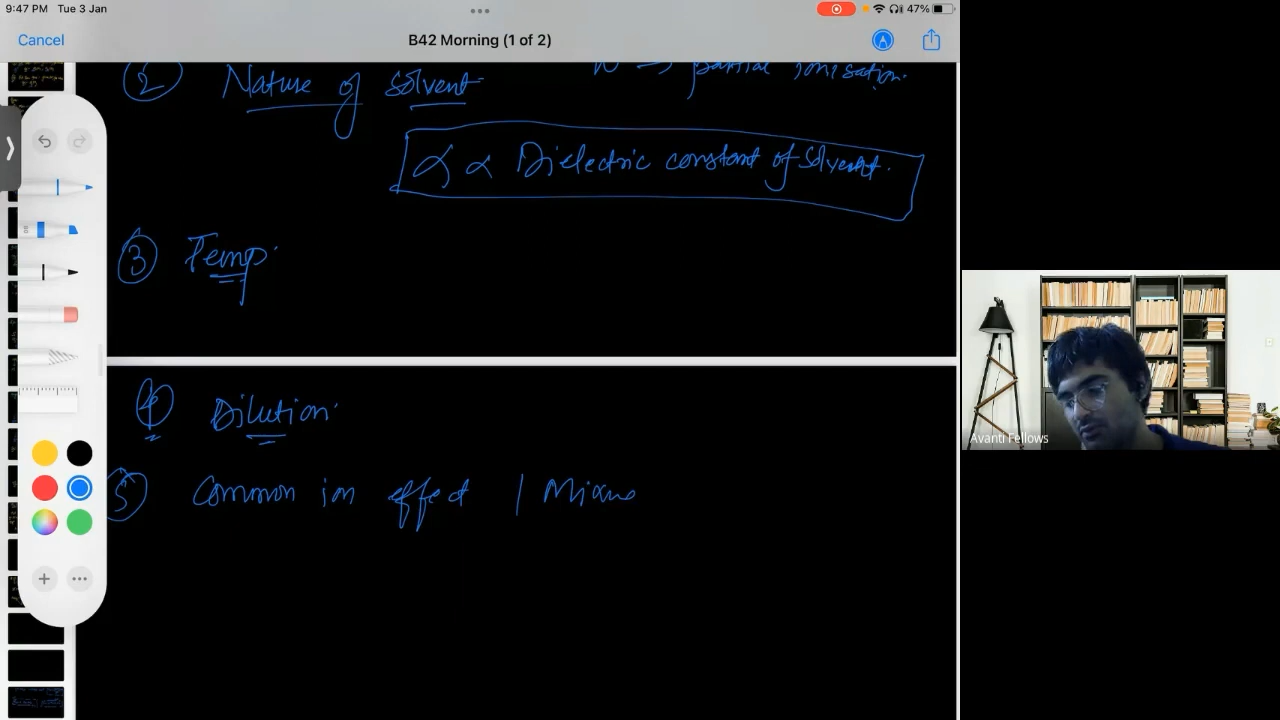 9:47 PM Tue 3 Jan
47%
Cancel
B42 Morning (1 of 2)
partial ionisation.
2 Nature of solvent
α ∝ Dielectric constant of solvent.
3 Temp.
4 Dilution.
5 Common ion effect |
Avanti Fellows